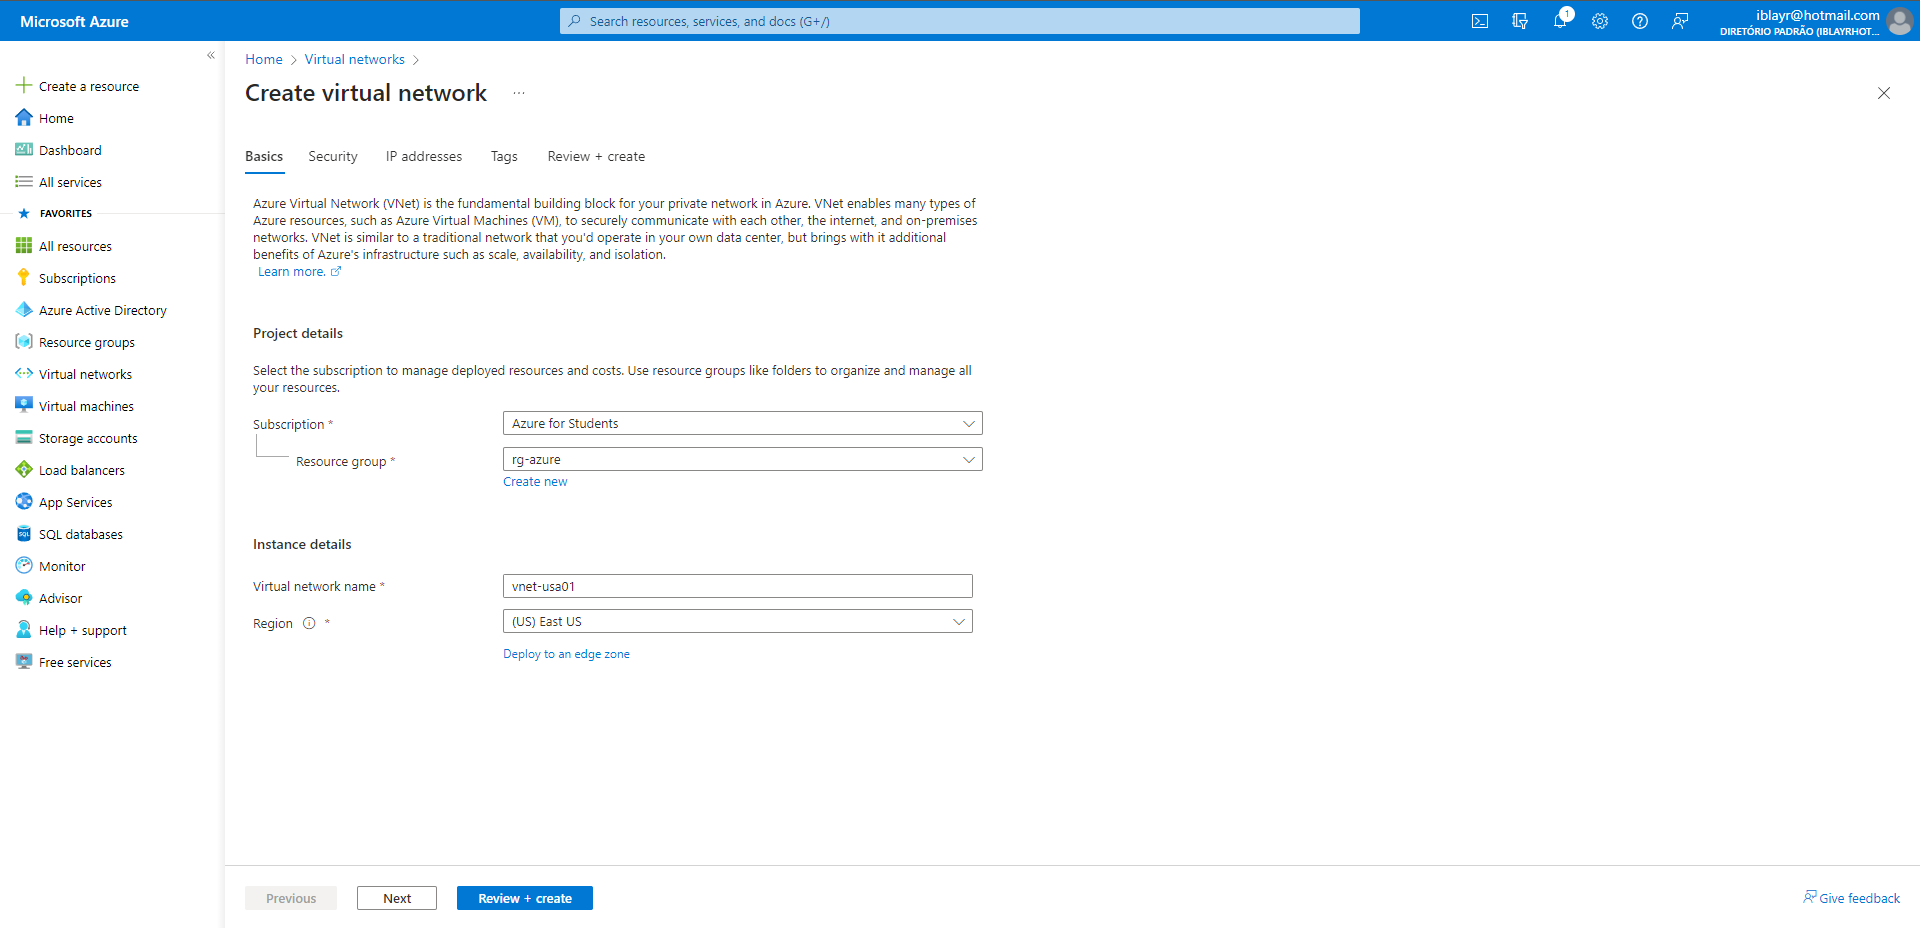 Microsoft Azure
Search resources, services, and docs (G+/)
1
iblayr@hotmail.com
DIRETÓRIO PADRÃO (IBLAYRHOT...
«
Create a resource
Home
Dashboard
All services
FAVORITES
All resources
Subscriptions
Azure Active Directory
Resource groups
Virtual networks
Virtual machines
Storage accounts
Load balancers
App Services
SQL
SQL databases
Monitor
Advisor
Help + support
Free services
Home > Virtual networks >
Create virtual network ...
Basics Security IP addresses Tags Review + create
Azure Virtual Network (VNet) is the fundamental building block for your private network in Azure. VNet enables many types of
Azure resources, such as Azure Virtual Machines (VM), to securely communicate with each other, the internet, and on-premises
networks. VNet is similar to a traditional network that you'd operate in your own data center, but brings with it additional
benefits of Azure's infrastructure such as scale, availability, and isolation.
Learn more.
Project details
Select the subscription to manage deployed resources and costs. Use resource groups like folders to organize and manage all
your resources.
Subscription * Azure for Students
Resource group * rg-azure
Create new
Instance details
Virtual network name * vnet-usa01
Region * (US) East US
Deploy to an edge zone
Previous Next Review + create
Give feedback